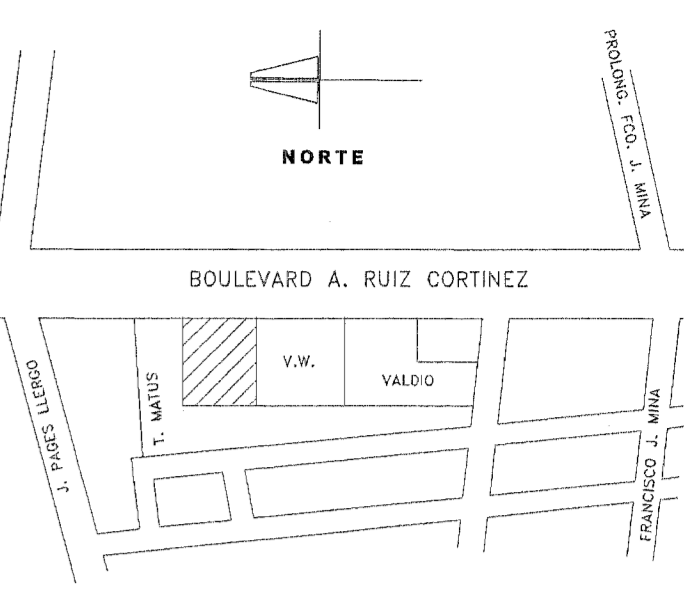 PROLONG. FCO. J. MINA
NORTE
BOULEVARD A. RUIZ CORTINEZ
J. PAGES LLERGO
T. MATUS
V.W.
VALDIO
FRANCISCO J. MINA